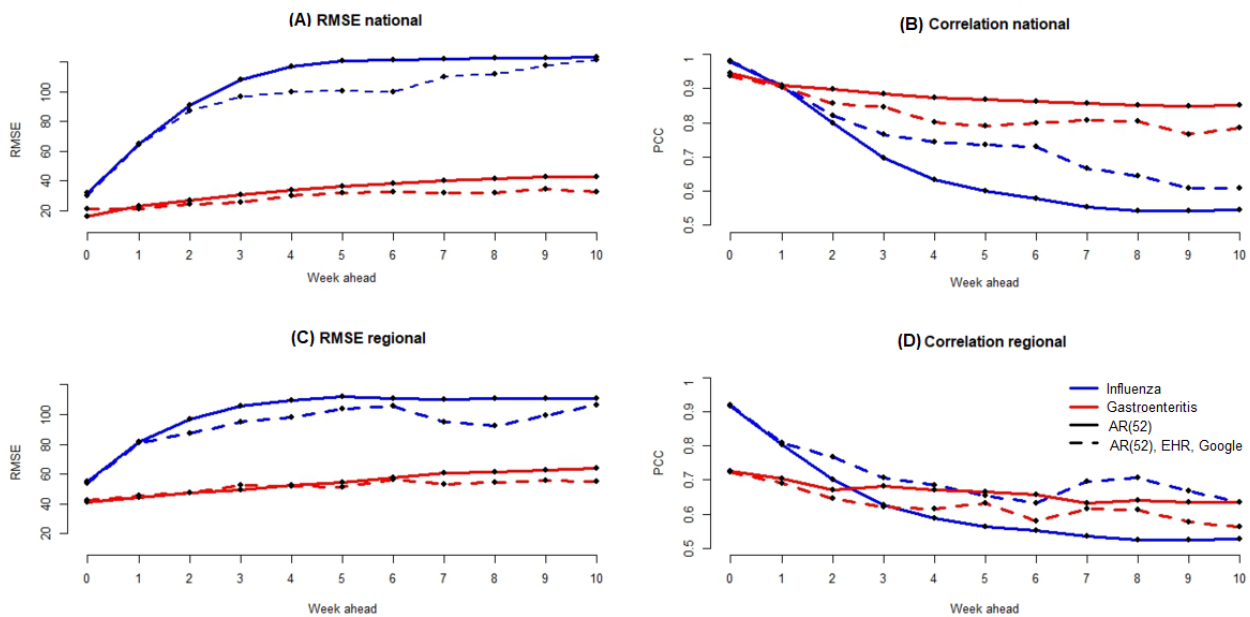 (A) RMSE national
RMSE
100
80
60
40
20
0 1 2 3 4 5 6 7 8 9 10
Week ahead
(B) Correlation national
PCC
1
0.9
0.8
0.7
0.6
0.5
0 1 2 3 4 5 6 7 8 9 10
Week ahead
(C) RMSE regional
RMSE
100
80
60
40
20
0 1 2 3 4 5 6 7 8 9 10
Week ahead
(D) Correlation regional
PCC
1
0.9
0.8
0.7
0.6
0.5
Influenza
Gastroenteritis
AR(52)
AR(52), EHR, Google
0 1 2 3 4 5 6 7 8 9 10
Week ahead